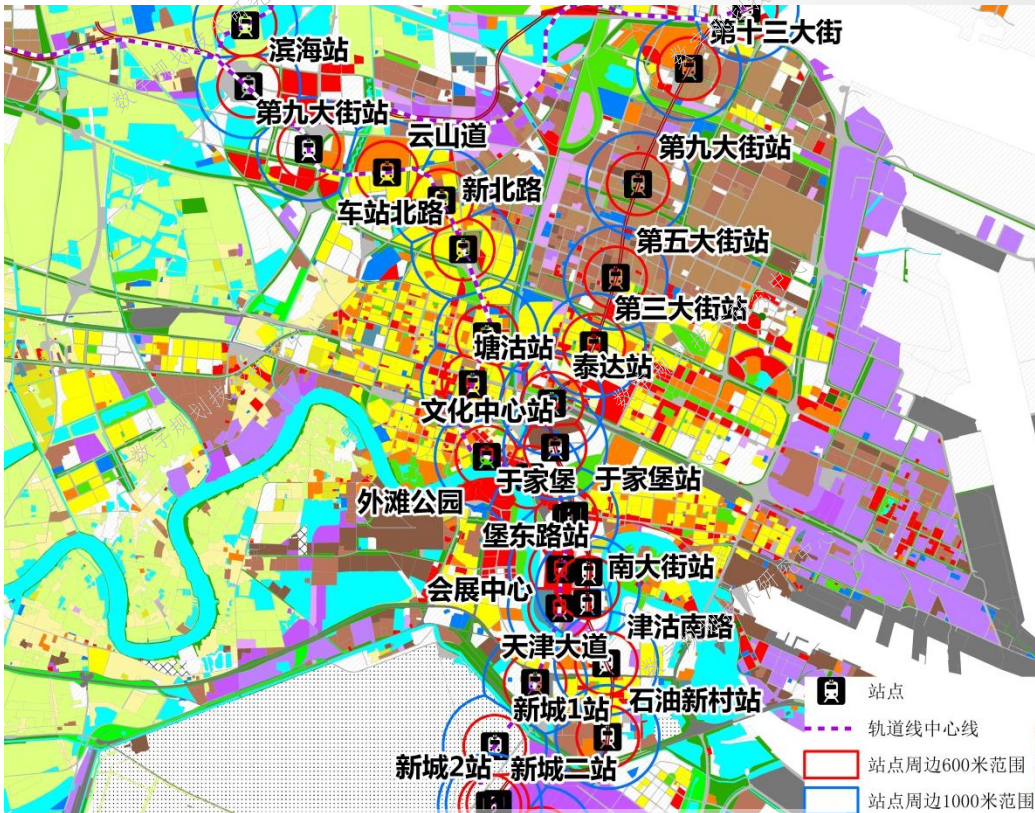 第十三大街
滨海站
第九大街站
云山道
第九大街站
新北路
车站北路
第五大街站
第三大街站
塘沽站
泰达站
文化中心站
于家堡
于家堡站
外滩公园
堡东路站
南大街站
会展中心
津沽南路
天津大道
石油新村站
新城1站
新城2站
新城二站
站点
轨道线中心线
站点周边600米范围
站点周边1000米范围